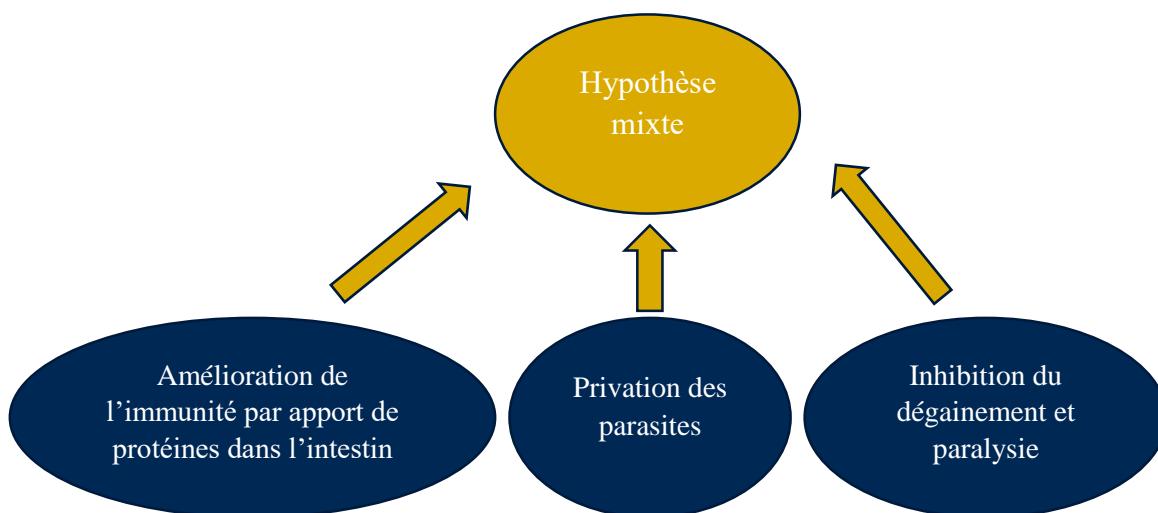 Hypothèse
mixte
Amélioration de
l’immunité par apport de
protéines dans l’intestin
Privation des
parasites
Inhibition du
dégainement et
paralysie